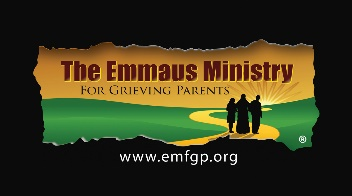 The Emmaus Ministry
FOR GRIEVING PARENTS
®
www.emfgp.org